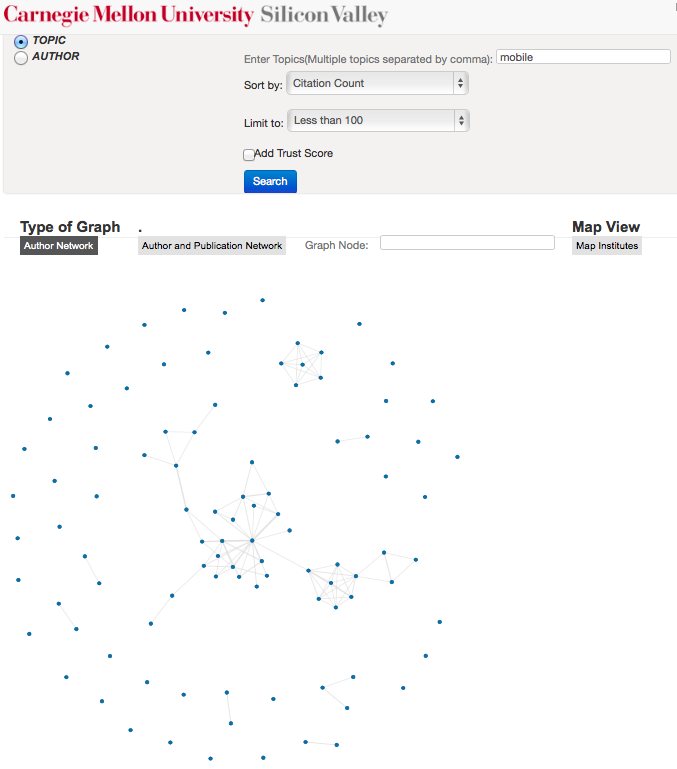 Carnegie Mellon University Silicon Valley
TOPIC
AUTHOR
Enter Topics(Multiple topics separated by comma): mobile
Sort by: Citation Count
Limit to: Less than 100
Add Trust Score
Search
Type of Graph . Map View
Author Network Author and Publication Network Graph Node: Map Institutes